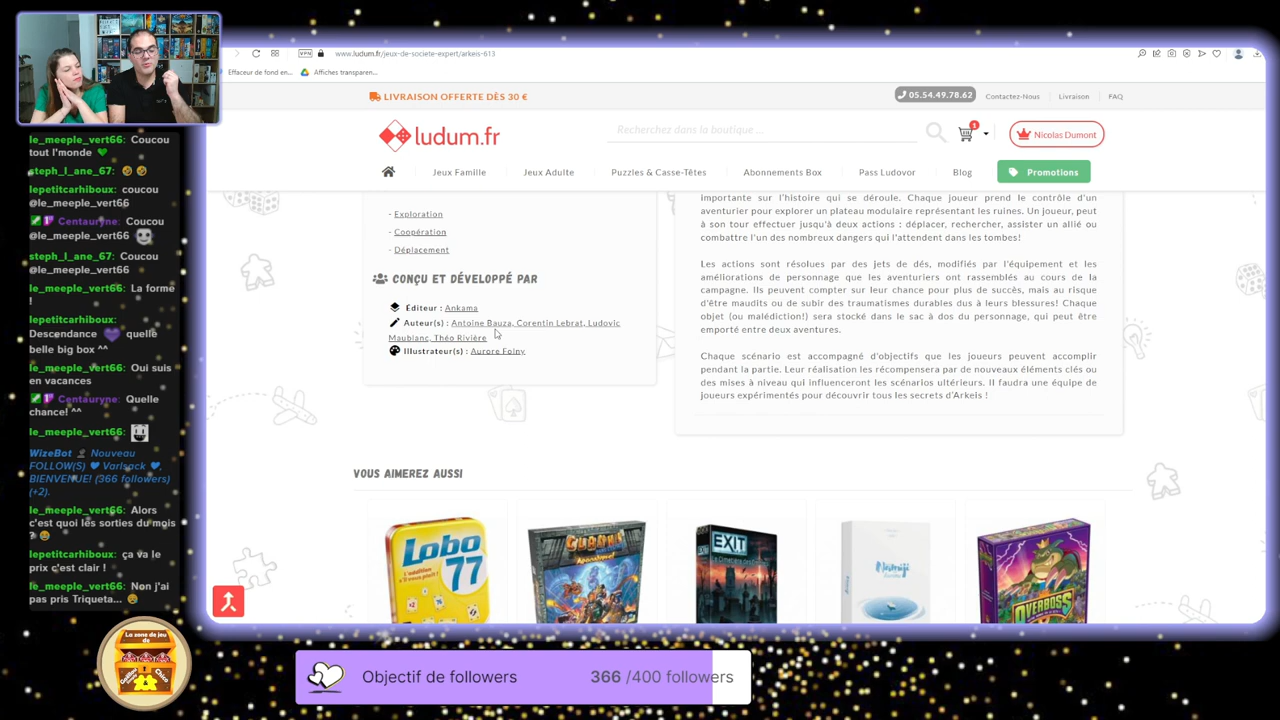 www.ludum.fr/jeux-de-societe-expert/arkeis-613
VPN
Effaceur de fond en...
Affiches transparen...
LIVRAISON OFFERTE DÈS 30 €
05.54.49.78.62
Contactez-Nous
Livraison
FAQ
ludum.fr
Recherchez dans la boutique ...
1
Nicolas Dumont
Jeux Famille
Jeux Adulte
Puzzles & Casse-Têtes
Abonnements Box
Pass Ludovor
Blog
Promotions
- Exploration
- Coopération
- Déplacement
CONÇU ET DÉVELOPPÉ PAR
Éditeur : Ankama
Auteur(s) : Antoine Bauza, Corentin Lebrat, Ludovic
Maublanc, Théo Rivière
Illustrateur(s) : Aurore Folny
importante sur l'histoire qui se déroule. Chaque joueur prend le contrôle d'un
aventurier pour explorer un plateau modulaire représentant les ruines. Un joueur, peut
à son tour effectuer jusqu'à deux actions : déplacer, rechercher, assister un allié ou
combattre l'un des nombreux dangers qui l'attendent dans les tombes!
Les actions sont résolues par des jets de dés, modifiés par l'équipement et les
améliorations de personnage que les aventuriers ont rassemblés au cours de la
campagne. Ils peuvent compter sur leur chance pour plus de succès, mais au risque
d'être maudits ou de subir des traumatismes durables dus à leurs blessures! Chaque
objet (ou malédiction!) sera stocké dans le sac à dos du personnage, qui peut être
emporté entre deux aventures.
Chaque scénario est accompagné d'objectifs que les joueurs peuvent accomplir
pendant la partie. Leur réalisation les récompensera par de nouveaux éléments clés ou
des mises à niveau qui influenceront les scénarios ultérieurs. Il faudra une équipe de
joueurs expérimentés pour découvrir tous les secrets d'Arkeis !
VOUS AIMEREZ AUSSI
Lobo
77
CLANK!
EXIT
Namiji
OVERBOSS
le_meeple_vert66: Coucou
tout l'monde
steph_l_ane_67:
lepetitcarhiboux: coucou
@le_meeple_vert66
Centauryne: Coucou
@le_meeple_vert66
steph_l_ane_67: Coucou
@le_meeple_vert66
le_meeple_vert66: La forme
!
lepetitcarhiboux:
Descendance quelle
belle big box ^^
le_meeple_vert66: Oui suis
en vacances
Centauryne: Quelle
chance! ^^
le_meeple_vert66:
WizeBot Nouveau
FOLLOW(S) Varlsack ,
BIENVENUE! (366 followers)
(+2).
le_meeple_vert66: Alors
c'est quoi les sorties du mois
?
lepetitcarhiboux: ça va le
prix c'est clair !
le_meeple_vert66: Non j'ai
pas pris Triqueta...
La zone de jeu
de
Chico
Objectif de followers
366 /400 followers